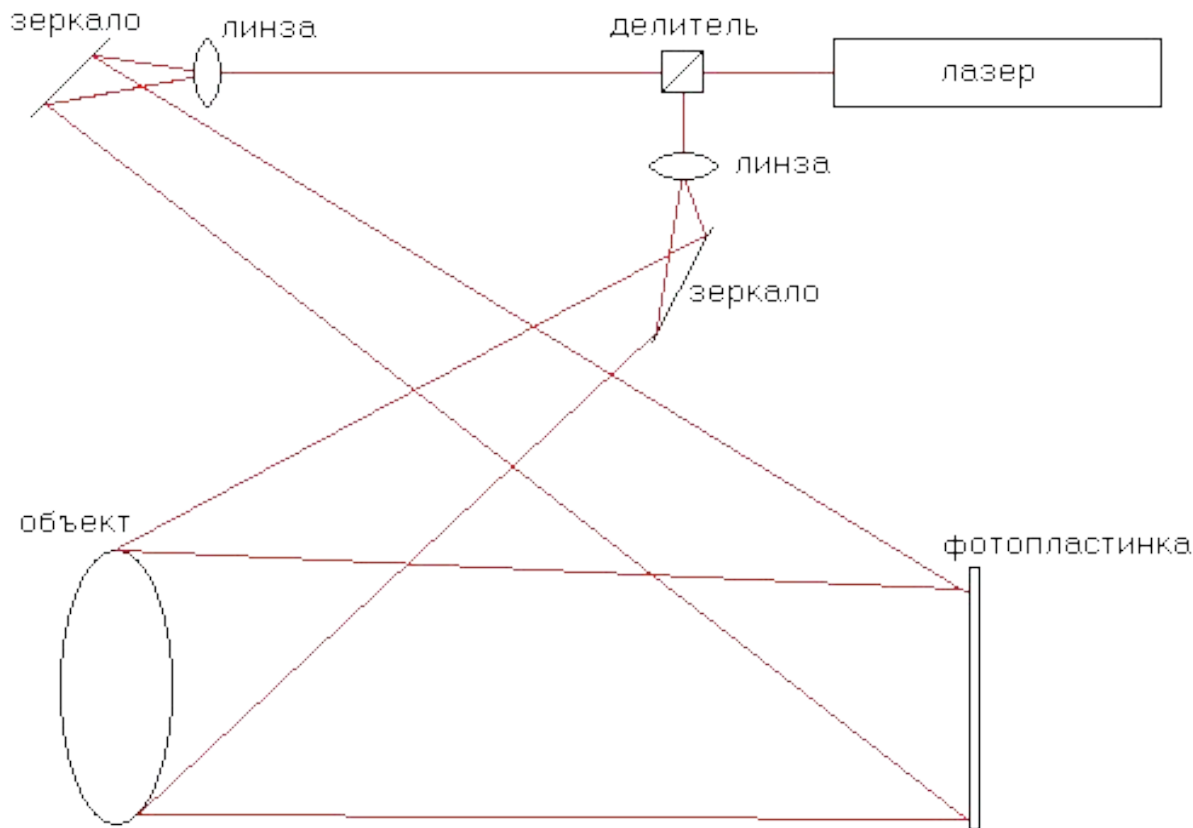 зеркало
линза
делитель
лазер
линза
зеркало
объект
фотопластинка